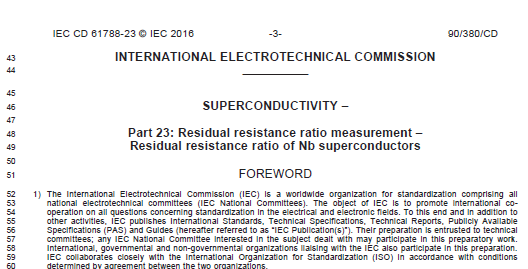 IEC CD 61788-23 © IEC 2016 -3- 90/380/CD
43 INTERNATIONAL ELECTROTECHNICAL COMMISSION
44 ____________
45
46 SUPERCONDUCTIVITY –
47
48 Part 23: Residual resistance ratio measurement –
49 Residual resistance ratio of Nb superconductors
50
51 FOREWORD
52 1) The International Electrotechnical Commission (IEC) is a worldwide organization for standardization comprising all
53 national electrotechnical committees (IEC National Committees). The object of IEC is to promote international co-
54 operation on all questions concerning standardization in the electrical and electronic fields. To this end and in addition to
55 other activities, IEC publishes International Standards, Technical Specifications, Technical Reports, Publicly Available
56 Specifications (PAS) and Guides (hereafter referred to as “IEC Publication(s)”). Their preparation is entrusted to technical
57 committees; any IEC National Committee interested in the subject dealt with may participate in this preparatory work.
58 International, governmental and non-governmental organizations liaising with the IEC also participate in this preparation.
59 IEC collaborates closely with the International Organization for Standardization (ISO) in accordance with conditions
60 determined by agreement between the two organizations.